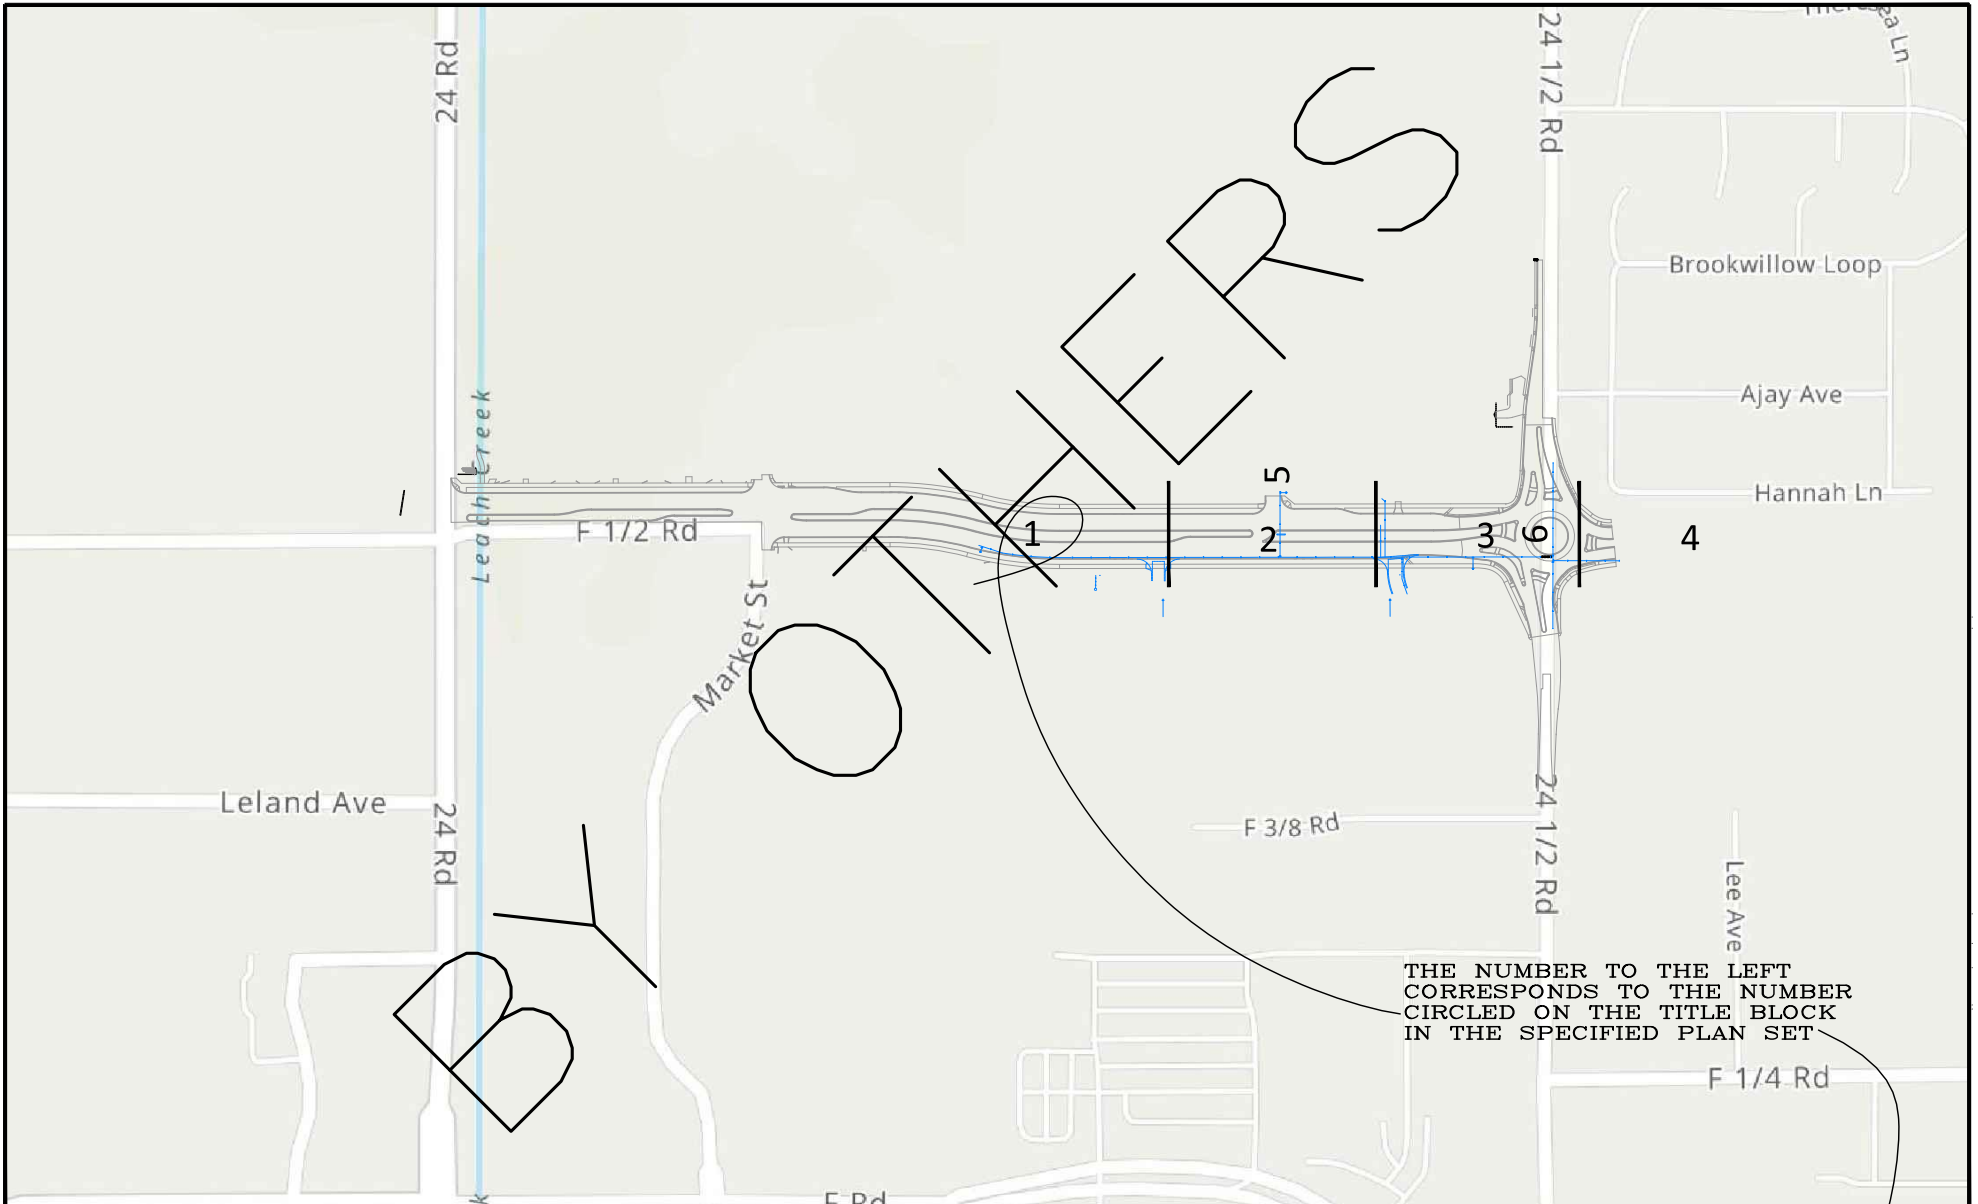 24 Rd
24 1/2 Rd
Brookwillow Loop
Ajay Ave
Hannah Ln
Leach Creek
F 1/2 Rd
1
2
5
3
6
4
Market St
BY OTHERS
Leland Ave
24 Rd
F 3/8 Rd
24 1/2 Rd
Lee Ave
THE NUMBER TO THE LEFT
CORRESPONDS TO THE NUMBER
CIRCLED ON THE TITLE BLOCK
IN THE SPECIFIED PLAN SET
F 1/4 Rd
F Rd